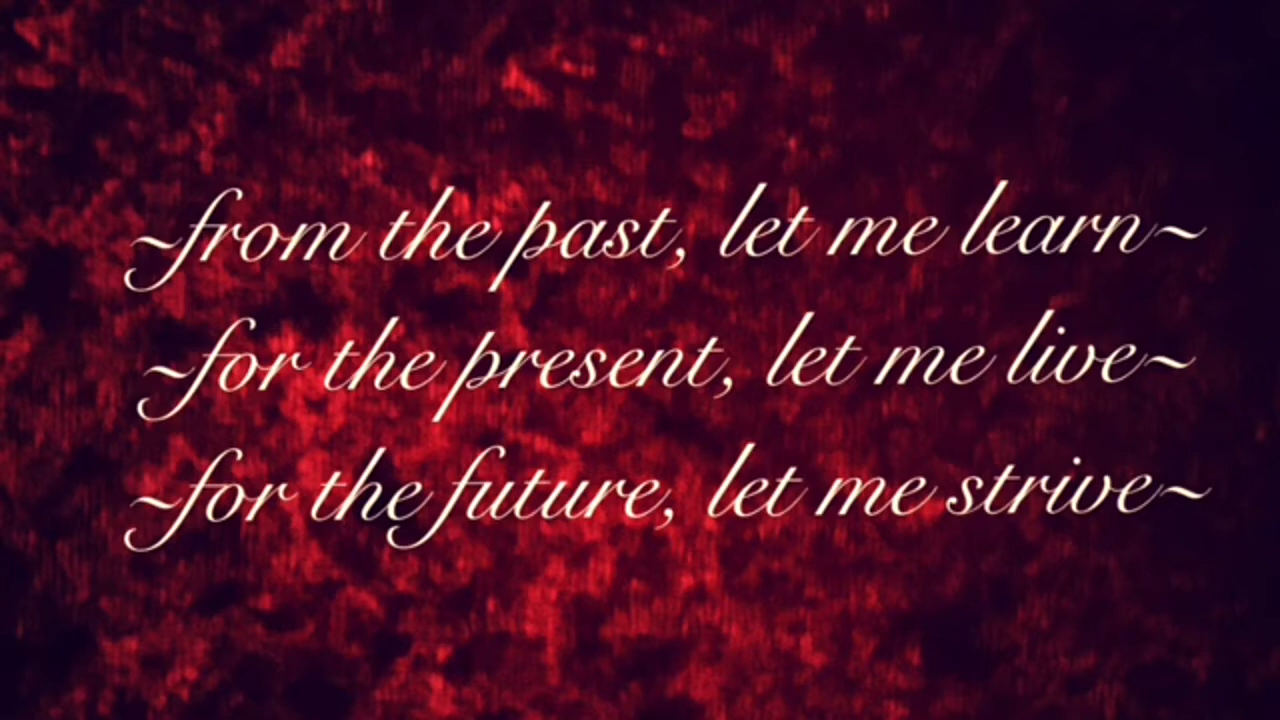 ~from the past, let me learn~
~for the present, let me live~
~for the future, let me strive~